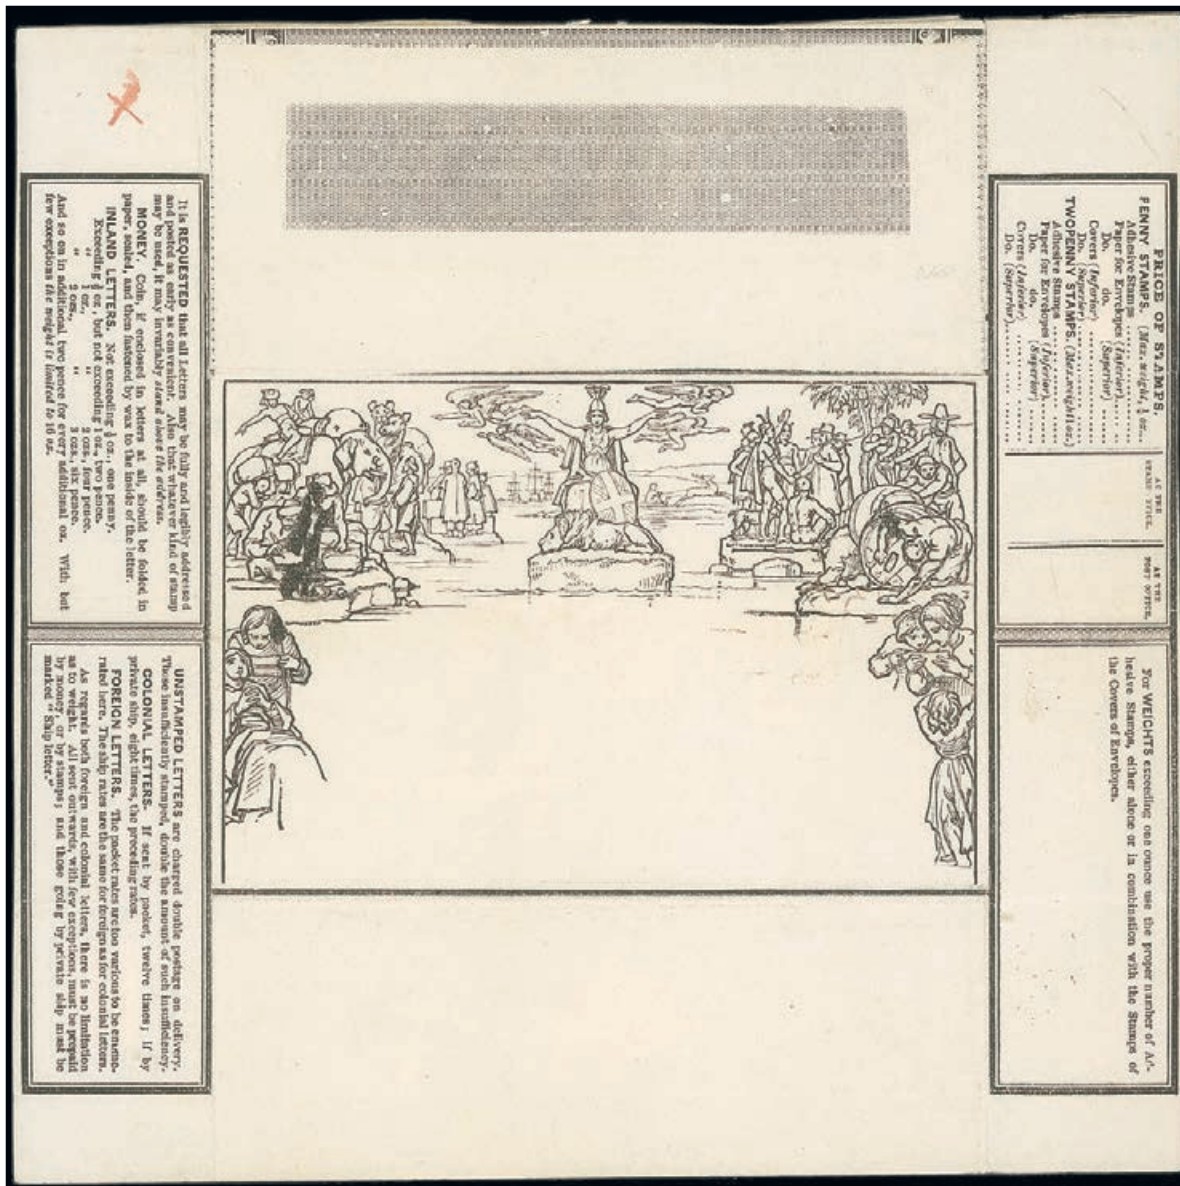 It is REQUESTED that all Letters may be fully and legibly addressed
and posted as early as convenient. Also that whatever kind of stamp
may be used, it may invariably stand above the address.
MONEY. Coin, if enclosed in letters at all, should be folded in
paper, sealed, and then fastened by wax to the inside of the letter.
INLAND LETTERS. Not exceeding ½ oz., one penny.
Exceeding ½ oz., but not exceeding 1 oz., two pence.
" 1 oz., " 2 ozs., four pence.
" 2 ozs., " 3 ozs., six pence.
And so on in additional two pence for every additional oz. With but
few exceptions the weight is limited to 16 oz.
UNSTAMPED LETTERS are charged double postage on delivery.
Those insufficiently stamped, double the amount of such insufficiency.
COLONIAL LETTERS. If sent by packet, twelve times; if by
private ship, eight times, the preceding rates.
FOREIGN LETTERS. The packet rates are too various to be enume-
rated here. The ship rates are the same for foreign as for colonial letters.
As regards both foreign and colonial letters, there is no limitation
as to weight. All sent outwards, with few exceptions, must be prepaid
by money, or by stamps; and those going by private ship must be
marked "Ship letter."
PRICE OF STAMPS.
PENNY STAMPS. (Max. weight, ½ oz.
Adhesive Stamps
Paper for Envelopes (Inferior)
Do. do. (Superior)
Covers (Inferior)
Do. (Superior)
TWOPENNY STAMPS. (Max. weight 1 oz.)
Adhesive Stamps
Paper for Envelopes (Inferior)
Do. do. (Superior)
Covers (Inferior)
Do. (Superior)
AT THE
STAMP OFFICE.
AT THE
POST OFFICE.
For WEIGHTS exceeding one ounce use the proper number of Ad-
hesive Stamps, either alone or in combination with the Stamps of
the Covers of Envelopes.